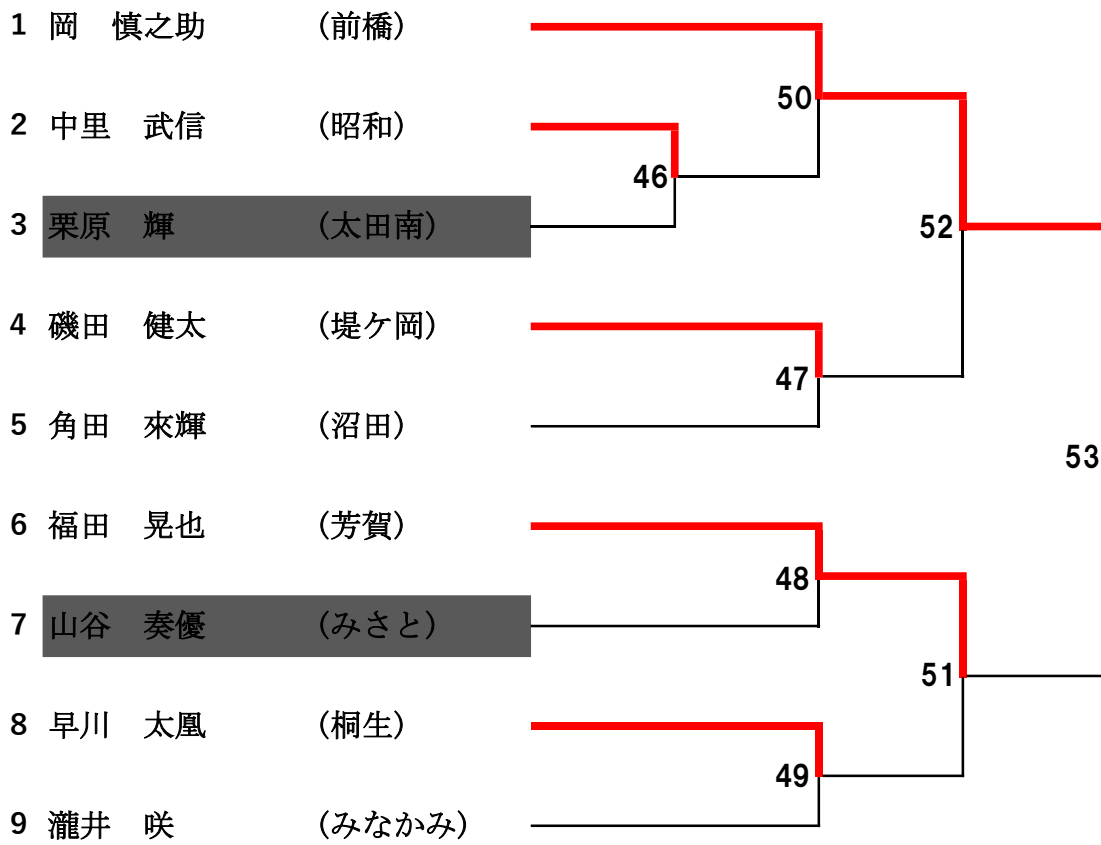 1 岡 慎之助 (前橋)
50
2 中里 武信 (昭和)
46
3 栗原 輝 (太田南)
52
4 磯田 健太 (堤ケ岡)
47
5 角田 來輝 (沼田)
53
6 福田 晃也 (芳賀)
48
7 山谷 奏優 (みさと)
51
8 早川 太凰 (桐生)
49
9 瀧井 咲 (みなかみ)